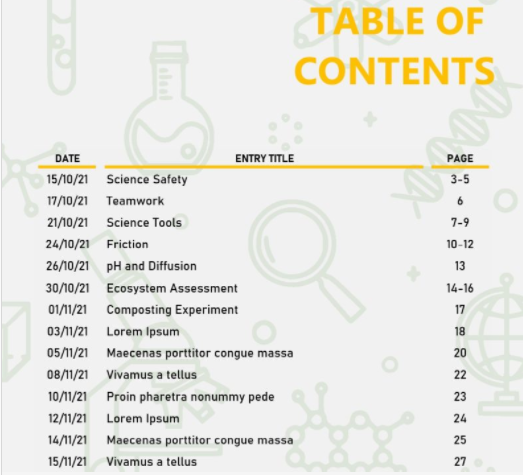 TABLE OF
CONTENTS
DATE ENTRY TITLE PAGE
15/10/21 Science Safety 3-5
17/10/21 Teamwork 6
21/10/21 Science Tools 7-9
24/10/21 Friction 10-12
26/10/21 pH and Diffusion 13
30/10/21 Ecosystem Assessment 14-16
01/11/21 Composting Experiment 17
03/11/21 Lorem Ipsum 18
05/11/21 Maecenas porttitor congue massa 20
08/11/21 Vivamus a tellus 22
10/11/21 Proin pharetra nonummy pede 23
12/11/21 Lorem Ipsum 24
14/11/21 Maecenas porttitor congue massa 25
15/11/21 Vivamus a tellus 27